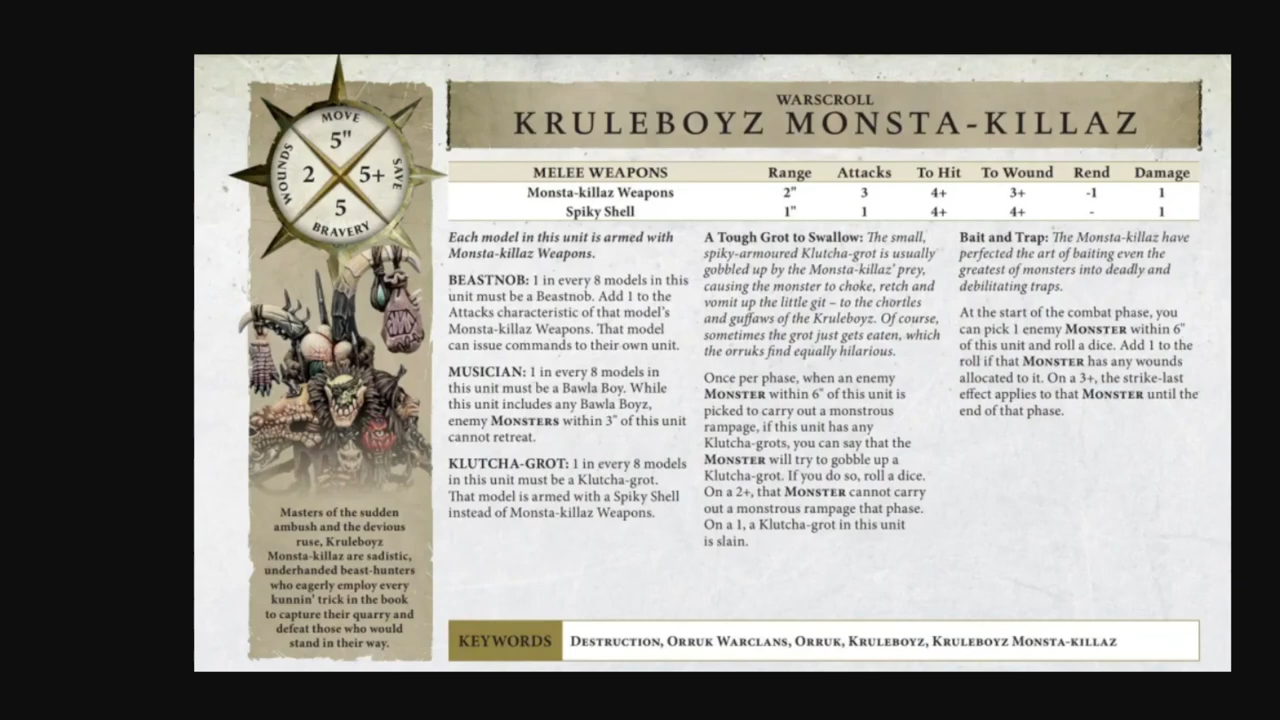 MOVE
5"
WOUNDS
2
5+
SAVE
5
BRAVERY
Masters of the sudden
ambush and the devious
ruse, Kruleboyz
Monsta-killaz are sadistic,
underhanded beast-hunters
who eagerly employ every
kunnin' trick in the book
to capture their quarry and
defeat those who would
stand in their way.
WARSCROLL
KRULEBOYZ MONSTA-KILLAZ
MELEE WEAPONS Range Attacks To Hit To Wound Rend Damage
Monsta-killaz Weapons 2" 3 4+ 3+ -1 1
Spiky Shell 1" 1 4+ 4+ - 1
Each model in this unit is armed with
Monsta-killaz Weapons.
BEASTNOB: 1 in every 8 models in this
unit must be a Beastnob. Add 1 to the
Attacks characteristic of that model's
Monsta-killaz Weapons. That model
can issue commands to their own unit.
MUSICIAN: 1 in every 8 models in
this unit must be a Bawla Boy. While
this unit includes any Bawla Boyz,
enemy MONSTERS within 3" of this unit
cannot retreat.
KLUTCHA-GROT: 1 in every 8 models
in this unit must be a Klutcha-grot.
That model is armed with a Spiky Shell
instead of Monsta-killaz Weapons.
A Tough Grot to Swallow: The small,
spiky-armoured Klutcha-grot is usually
gobbled up by the Monsta-killaz' prey,
causing the monster to choke, retch and
vomit up the little git – to the chortles
and guffaws of the Kruleboyz. Of course,
sometimes the grot just gets eaten, which
the orruks find equally hilarious.
Once per phase, when an enemy
MONSTER within 6" of this unit is
picked to carry out a monstrous
rampage, if this unit has any
Klutcha-grots, you can say that the
MONSTER will try to gobble up a
Klutcha-grot. If you do so, roll a dice.
On a 2+, that MONSTER cannot carry
out a monstrous rampage that phase.
On a 1, a Klutcha-grot in this unit
is slain.
Bait and Trap: The Monsta-killaz have
perfected the art of baiting even the
greatest of monsters into deadly and
debilitating traps.
At the start of the combat phase, you
can pick 1 enemy MONSTER within 6"
of this unit and roll a dice. Add 1 to the
roll if that MONSTER has any wounds
allocated to it. On a 3+, the strike-last
effect applies to that MONSTER until the
end of that phase.
KEYWORDS DESTRUCTION, ORRUK WARCLANS, ORRUK, KRULEBOYZ, KRULEBOYZ MONSTA-KILLAZ